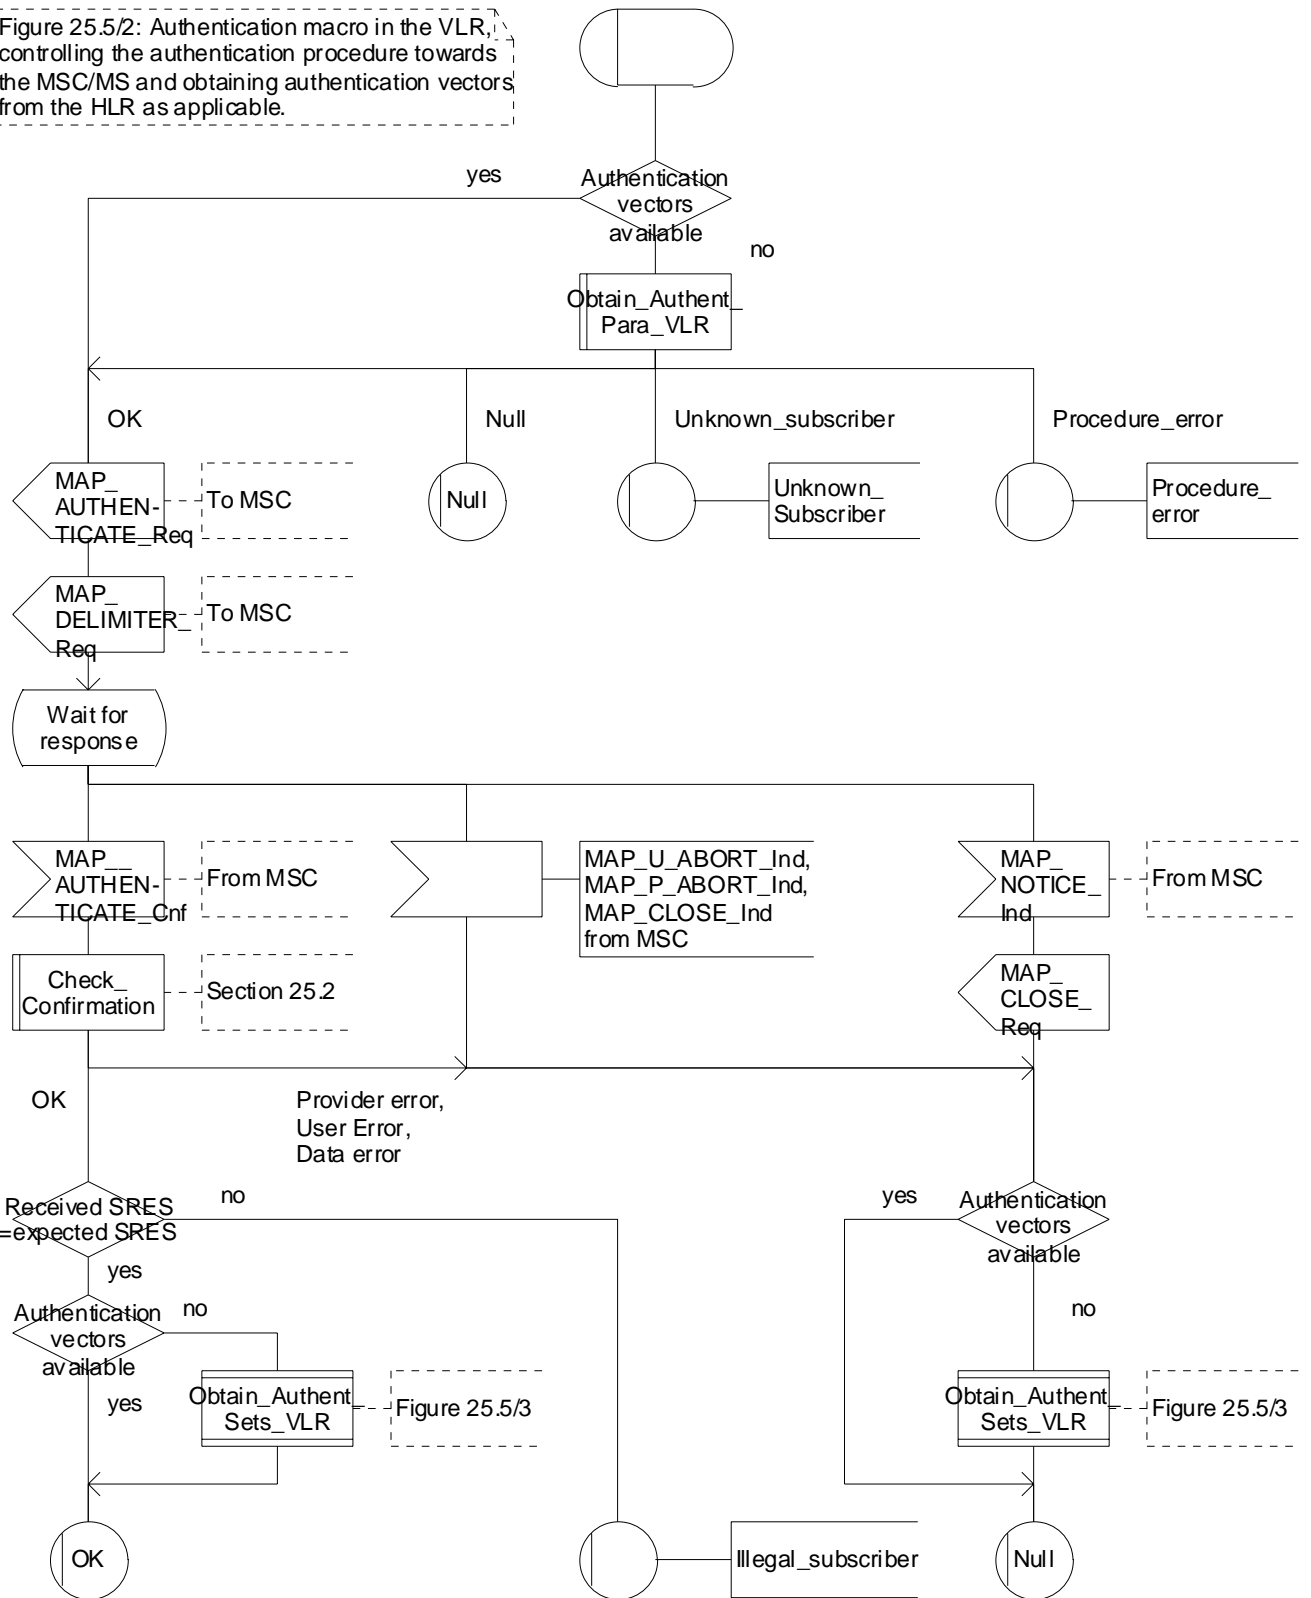 Figure 25.5/2: Authentication macro in the VLR,
controlling the authentication procedure towards
the MSC/MS and obtaining authentication vectors
from the HLR as applicable.
yes
Authentication
vectors
available
no
Obtain_Authent_
Para_VLR
OK
Null
Unknown_subscriber
Procedure_error
MAP_
AUTHEN-
TICATE_Req
To MSC
Null
Unknown_
Subscriber
Procedure_
error
MAP_
DELIMITER_
Req
To MSC
Wait for
response
MAP__
AUTHEN-
TICATE_Cnf
From MSC
MAP_U_ABORT_Ind,
MAP_P_ABORT_Ind,
MAP_CLOSE_Ind
from MSC
MAP_
NOTICE_
Ind
From MSC
Check_
Confirmation
Section 25.2
MAP_
CLOSE_
Req
OK
Provider error,
User Error,
Data error
Received SRES
=expected SRES
no
yes
yes
Authentication
vectors
available
no
Authentication
vectors
available
no
yes
Obtain_Authent_
Sets_VLR
Figure 25.5/3
Obtain_Authent_
Sets_VLR
Figure 25.5/3
OK
Illegal_subscriber
Null